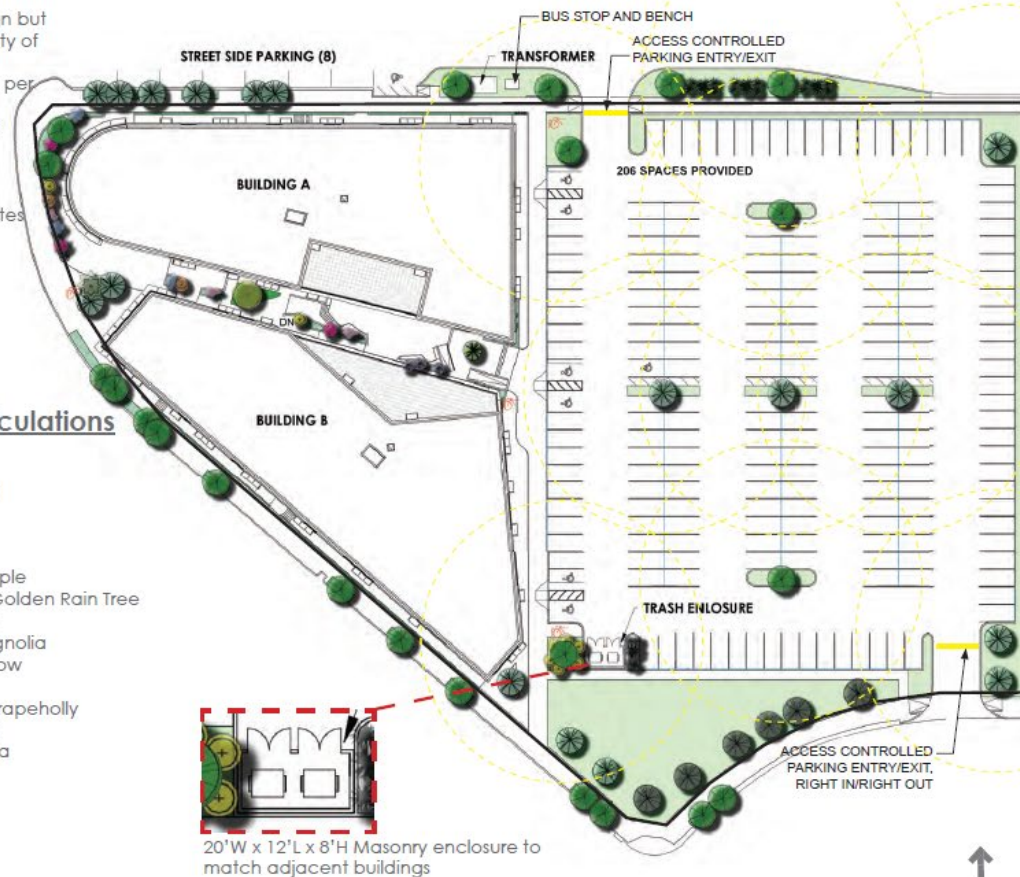 n but
ty of
per
tes
culations
ple
Golden Rain Tree
gnolia
ow
rapeholly
a
BUS STOP AND BENCH
STREET SIDE PARKING (8)
TRANSFORMER
ACCESS CONTROLLED
PARKING ENTRY/EXIT
206 SPACES PROVIDED
BUILDING A
DN
BUILDING B
TRASH ENLOSURE
ACCESS CONTROLLED
PARKING ENTRY/EXIT,
RIGHT IN/RIGHT OUT
20'W x 12'L x 8'H Masonry enclosure to
match adjacent buildings